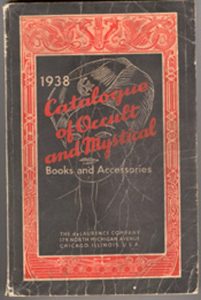 1938
Catalogue
of Occult
and Mystical
Books and Accessories
THE deLAURENCE COMPANY
179 NORTH MICHIGAN AVENUE
CHICAGO, ILLINOIS, U.S.A.